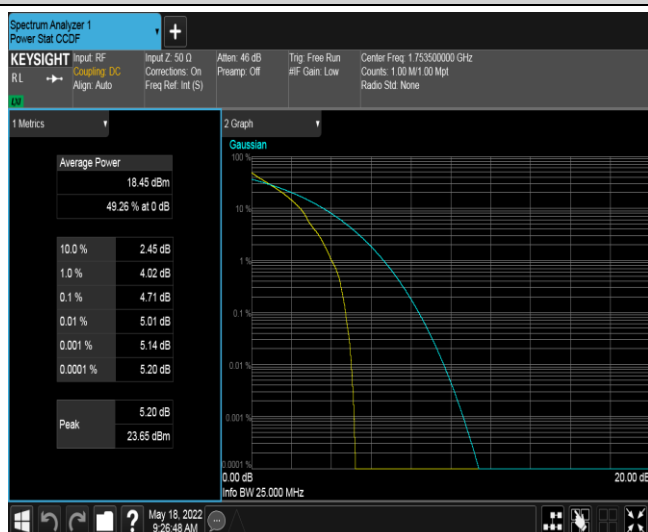 Spectrum Analyzer 1
Power Stat CCDF
+
KEYSIGHT
RL
Input: RF
Coupling: DC
Align: Auto
Input Z: 50 Ω
Corrections: On
Freq Ref: Int (S)
Atten: 46 dB
Preamp: Off
Trig: Free Run
#IF Gain: Low
Center Freq: 1.753500000 GHz
Counts: 1.00 M/1.00 Mpt
Radio Std: None
1 Metrics
Average Power
18.45 dBm
49.26 % at 0 dB
10.0 % 2.45 dB
1.0 % 4.02 dB
0.1 % 4.71 dB
0.01 % 5.01 dB
0.001 % 5.14 dB
0.0001 % 5.20 dB
Peak
5.20 dB
23.65 dBm
2 Graph
Gaussian
100 %
10 %
1 %
0.1 %
0.01 %
0.001 %
0.0001 %
0.00 dB
20.00 dB
Info BW 25.000 MHz
?
May 18, 2022
9:26:48 AM